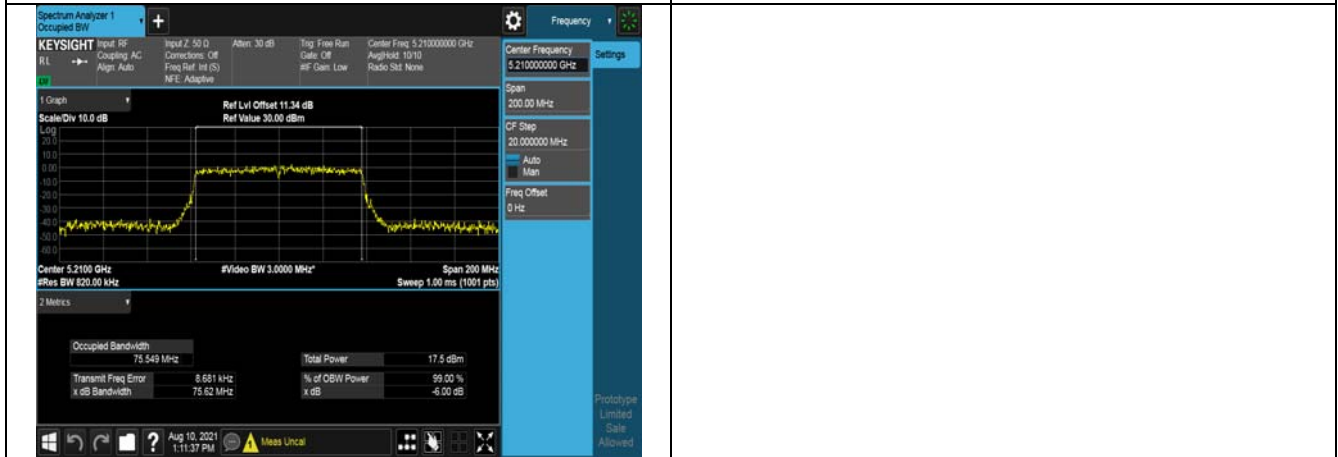 Spectrum Analyzer 1
Occupied BW
+
Frequency
KEYSIGHT
RL
Input: RF
Coupling: AC
Align: Auto
Input Z: 50 Ω
Corrections: Off
Freq Ref: Int (S)
NFE: Adaptive
Atten: 30 dB
Trig: Free Run
Gate: Off
#IF Gain: Low
Center Freq: 5.210000000 GHz
Avg|Hold: 10/10
Radio Std: None
Center Frequency
5.210000000 GHz
Settings
Span
200.00 MHz
CF Step
20.000000 MHz
Auto
Man
Freq Offset
0 Hz
1 Graph
Scale/Div 10.0 dB
Ref Lvl Offset 11.34 dB
Ref Value 30.00 dBm
Log
20.0
10.0
0.00
-10.0
-20.0
-30.0
-40.0
-50.0
-60.0
Center 5.2100 GHz
#Video BW 3.0000 MHz*
Span 200 MHz
#Res BW 820.00 kHz
Sweep 1.00 ms (1001 pts)
2 Metrics
Occupied Bandwidth
75.549 MHz
Total Power 17.5 dBm
Transmit Freq Error 8.681 kHz
% of OBW Power 99.00 %
x dB Bandwidth 75.62 MHz
x dB -6.00 dB
Prototype
Limited
Sale
Allowed
?
Aug 10, 2021
1:11:37 PM
Meas Uncal